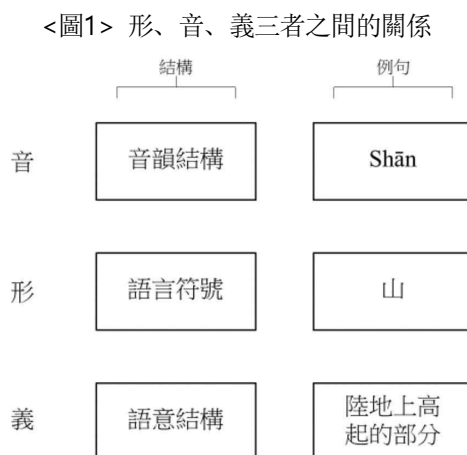 <圖1> 形、音、義三者之間的關係
結構 例句
音 音韻結構 Shān
形 語言符號 山
義 語意結構 陸地上高
起的部分